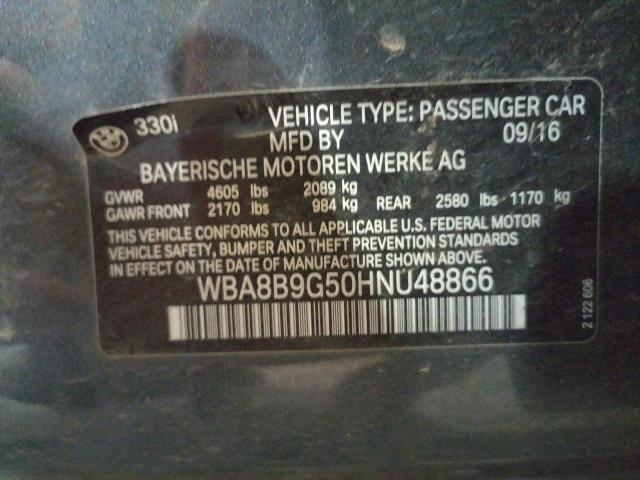 330i
VEHICLE TYPE: PASSENGER CAR
MFD BY 09/16
BAYERISCHE MOTOREN WERKE AG
GVWR 4605 lbs 2089 kg
GAWR FRONT 2170 lbs 984 kg REAR 2580 lbs 1170 kg
THIS VEHICLE CONFORMS TO ALL APPLICABLE U.S. FEDERAL MOTOR
VEHICLE SAFETY, BUMPER AND THEFT PREVENTION STANDARDS
IN EFFECT ON THE DATE OF MANUFACTURE SHOWN ABOVE.
WBA8B9G50HNU48866
2 122 606